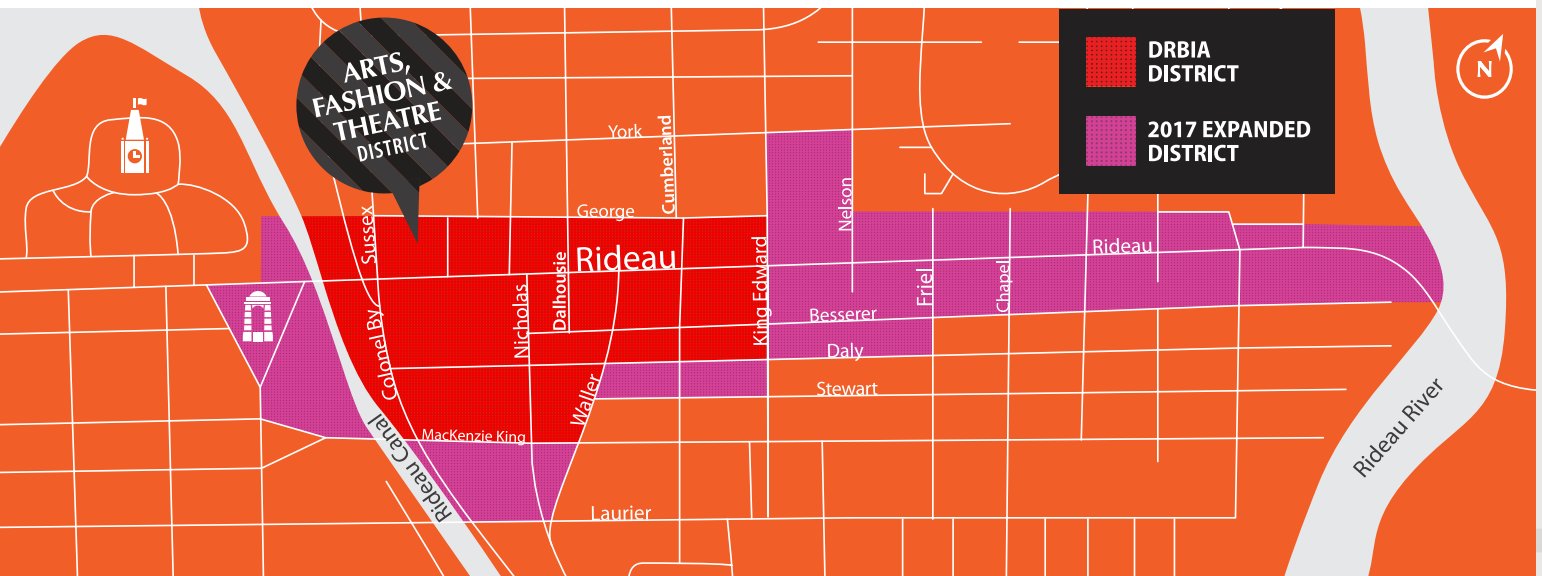 ARTS,
FASHION &
THEATRE
DISTRICT
DRBIA
DISTRICT
2017 EXPANDED
DISTRICT
N
York
Cumberland
George
Sussex
Nelson
Rideau
Rideau
King Edward
Dalhousie
Nicholas
Friel
Chapel
Colonel By
Besserer
Daly
Stewart
Waller
MacKenzie King
Rideau Canal
Laurier
Rideau River